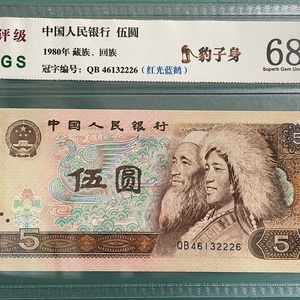 评级
GS
中国人民银行 伍圆
1980年 藏族、回族
冠字编号: QB 46132226 (红光蓝鹤)
豹子身
68
Superb Gem Unc
中国人民银行
伍圆
QB46132226
5
5